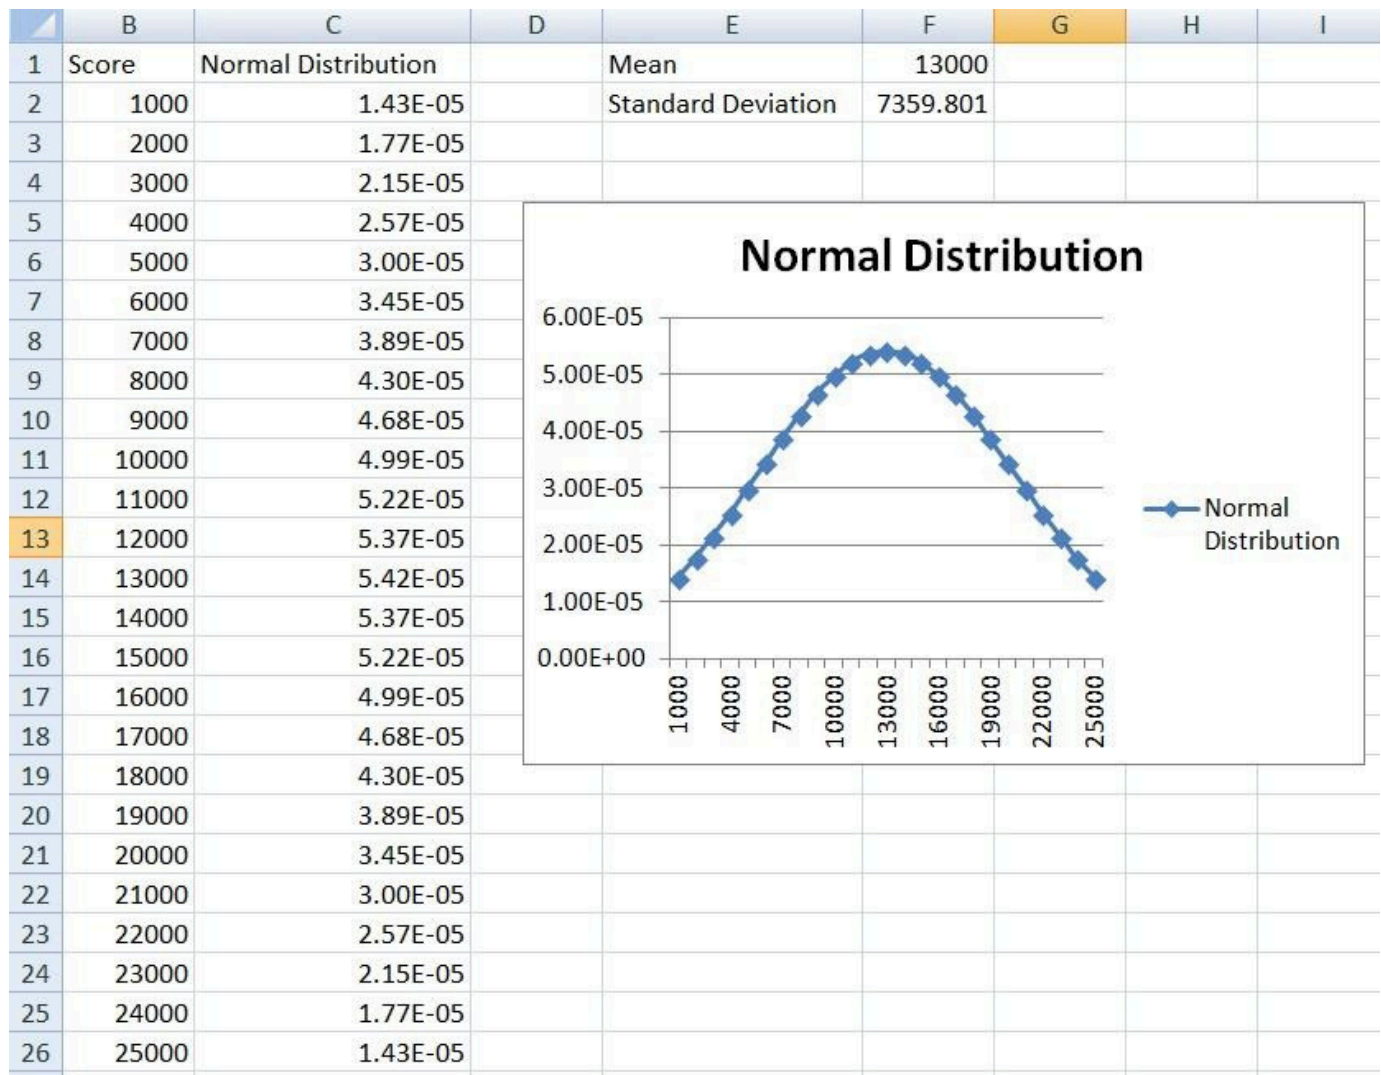 B C D E F G H I
1 Score Normal Distribution Mean 13000
2 1000 1.43E-05 Standard Deviation 7359.801
3 2000 1.77E-05
4 3000 2.15E-05
5 4000 2.57E-05
6 5000 3.00E-05
7 6000 3.45E-05
8 7000 3.89E-05
9 8000 4.30E-05
10 9000 4.68E-05
11 10000 4.99E-05
12 11000 5.22E-05
13 12000 5.37E-05
14 13000 5.42E-05
15 14000 5.37E-05
16 15000 5.22E-05
17 16000 4.99E-05
18 17000 4.68E-05
19 18000 4.30E-05
20 19000 3.89E-05
21 20000 3.45E-05
22 21000 3.00E-05
23 22000 2.57E-05
24 23000 2.15E-05
25 24000 1.77E-05
26 25000 1.43E-05
Normal Distribution
6.00E-05
5.00E-05
4.00E-05
3.00E-05
2.00E-05
1.00E-05
0.00E+00
1000 4000 7000 10000 13000 16000 19000 22000 25000
Normal
Distribution